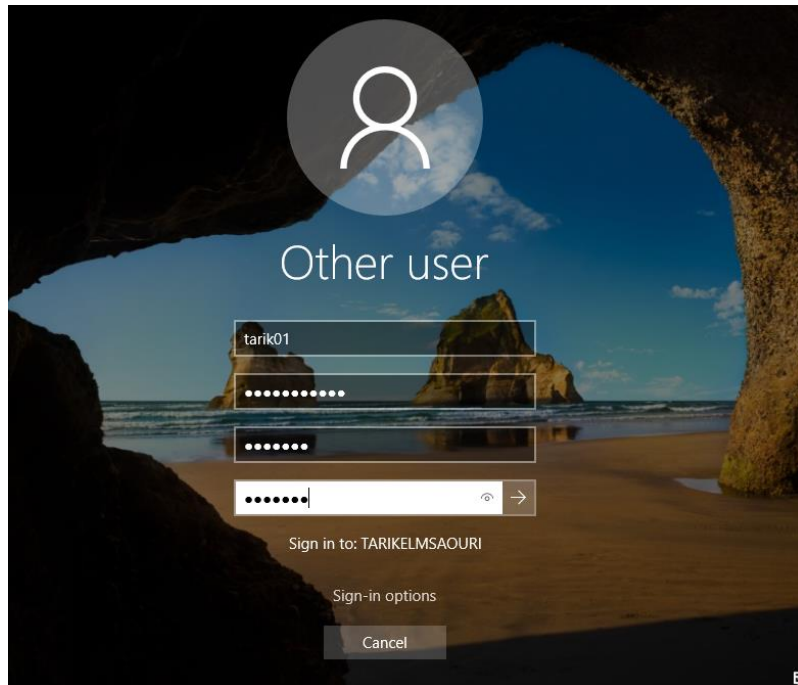 Other user
tarik01
•••••••••••
•••••••
•••••••
Sign in to: TARIKELMSAOURI
Sign-in options
Cancel